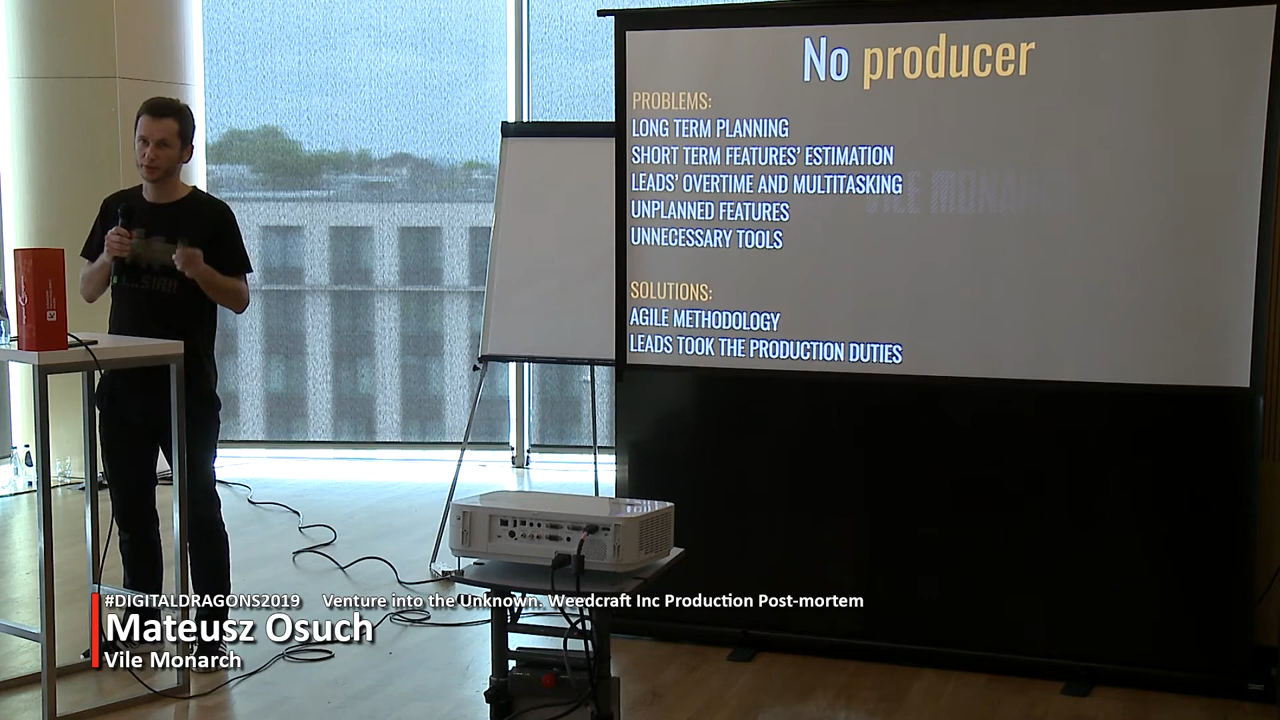 No producer
PROBLEMS:
LONG TERM PLANNING
SHORT TERM FEATURES' ESTIMATION
LEADS' OVERTIME AND MULTITASKING
UNPLANNED FEATURES
UNNECESSARY TOOLS
SOLUTIONS:
AGILE METHODOLOGY
LEADS TOOK THE PRODUCTION DUTIES
VILE MONARCH
#DIGITALDRAGONS2019 Venture into the Unknown. Weedcraft Inc Production Post-mortem
Mateusz Osuch
Vile Monarch